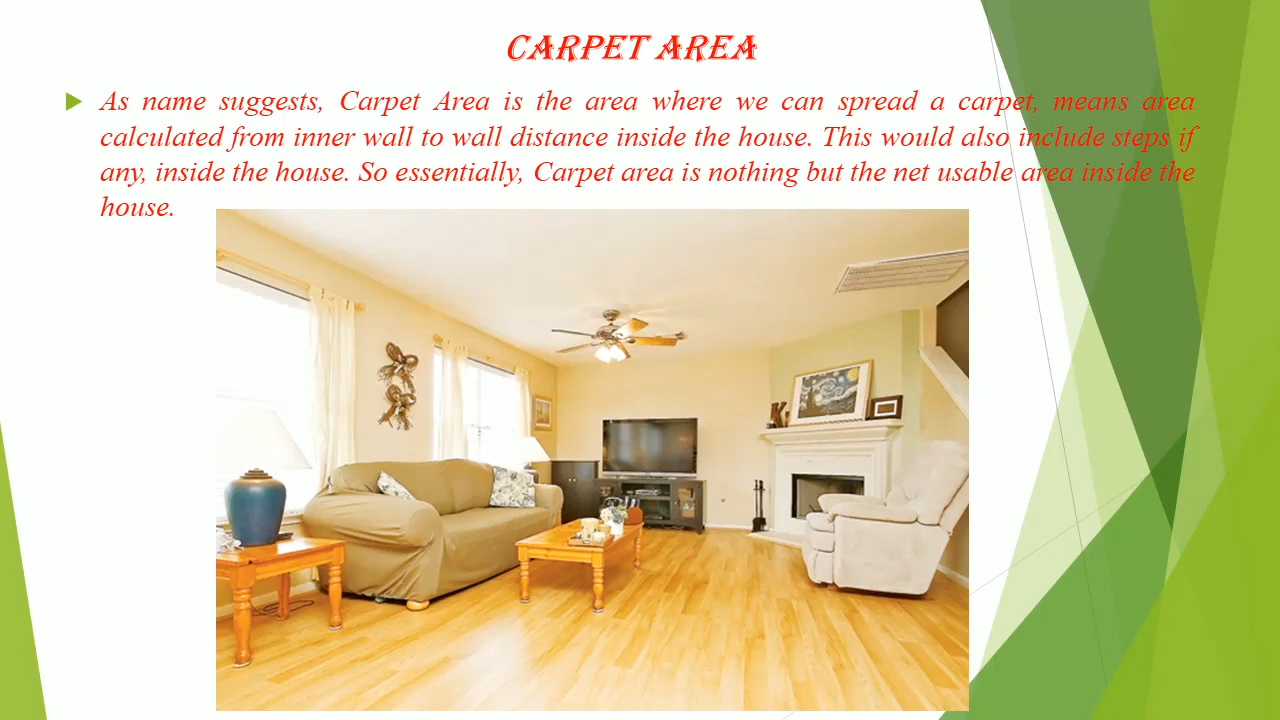 CARPET AREA
As name suggests, Carpet Area is the area where we can spread a carpet, means area
calculated from inner wall to wall distance inside the house. This would also include steps if
any, inside the house. So essentially, Carpet area is nothing but the net usable area inside the
house.